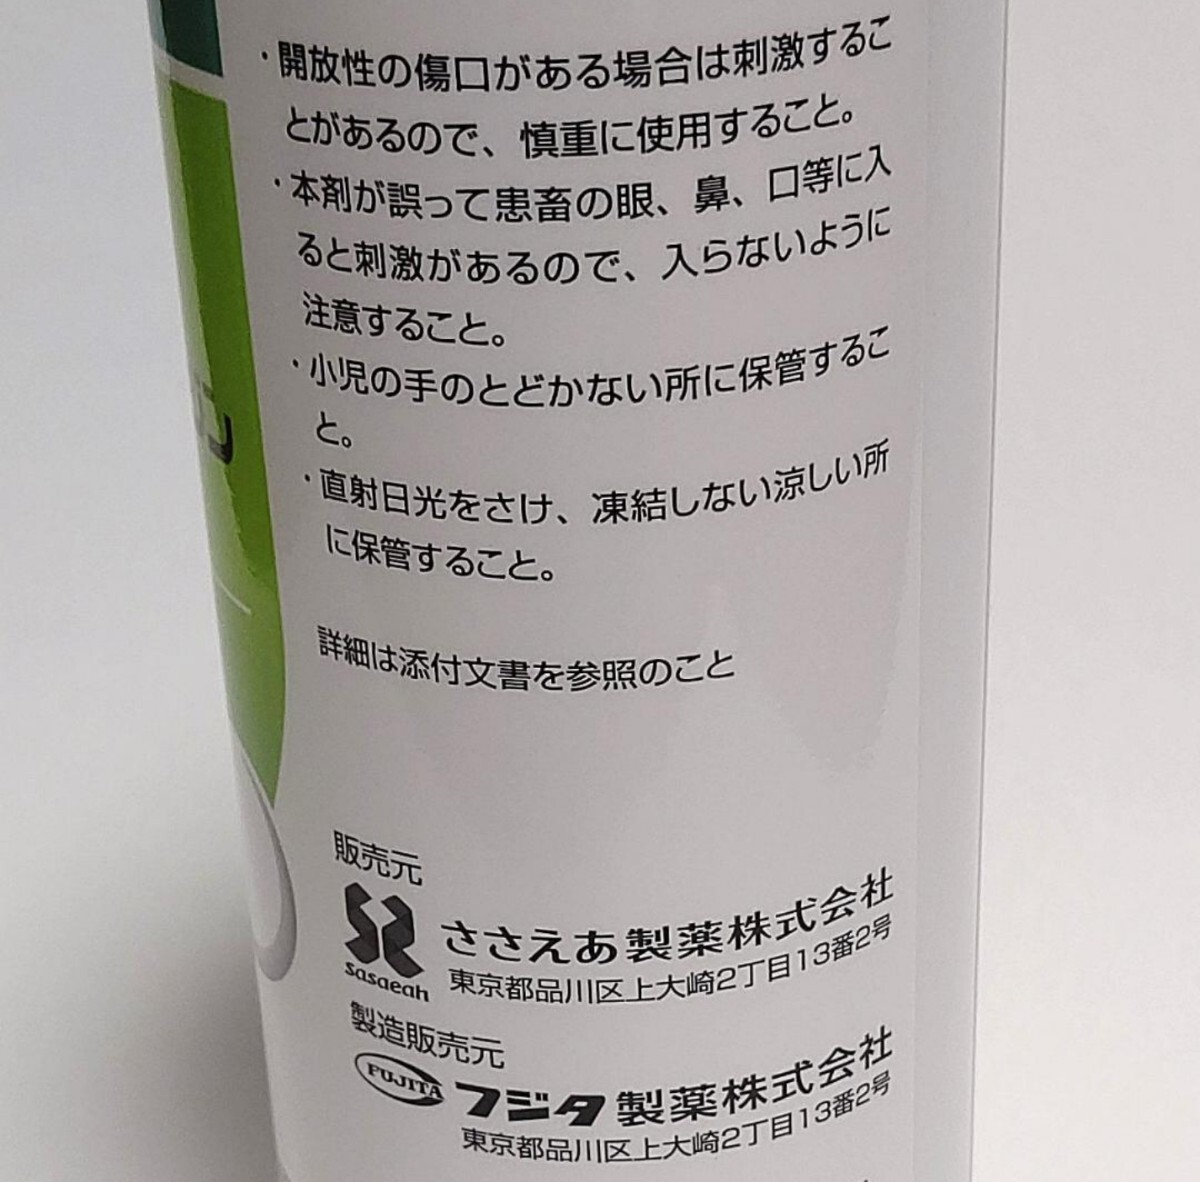 ・開放性の傷口がある場合は刺激するこ
とがあるので、慎重に使用すること。
・本剤が誤って患畜の眼、鼻、口等に入
ると刺激があるので、入らないように
注意すること。
・小児の手のとどかない所に保管するこ
と。
・直射日光をさけ、凍結しない涼しい所
に保管すること。
詳細は添付文書を参照のこと
販売元
Sasaeah
ささえあ製薬株式会社
東京都品川区上大崎2丁目13番2号
製造販売元
FUJITA
フジタ製薬株式会社
東京都品川区上大崎2丁目13番2号